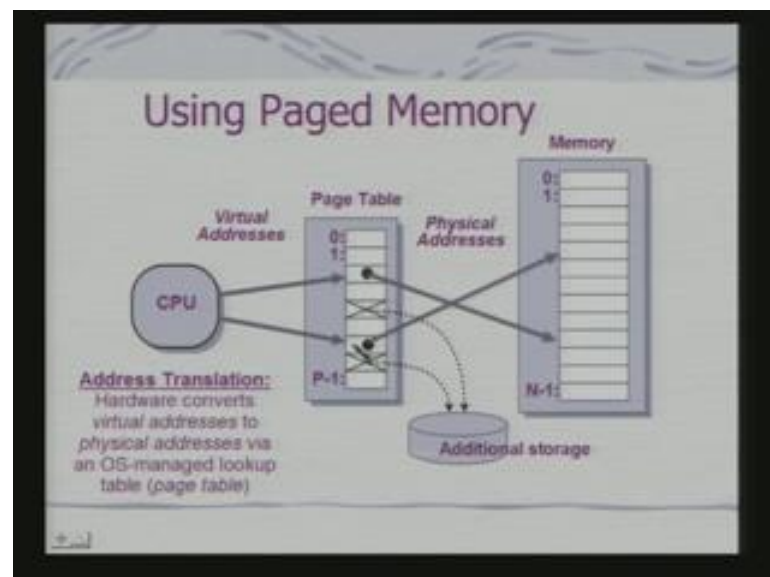 Using Paged Memory
Memory
0:
1:
Page Table
Virtual
Addresses
Physical
Addresses
0:
1:
CPU
P-1:
N-1:
Address Translation:
Hardware converts
virtual addresses to
physical addresses via
an OS-managed lookup
table (page table)
Additional storage